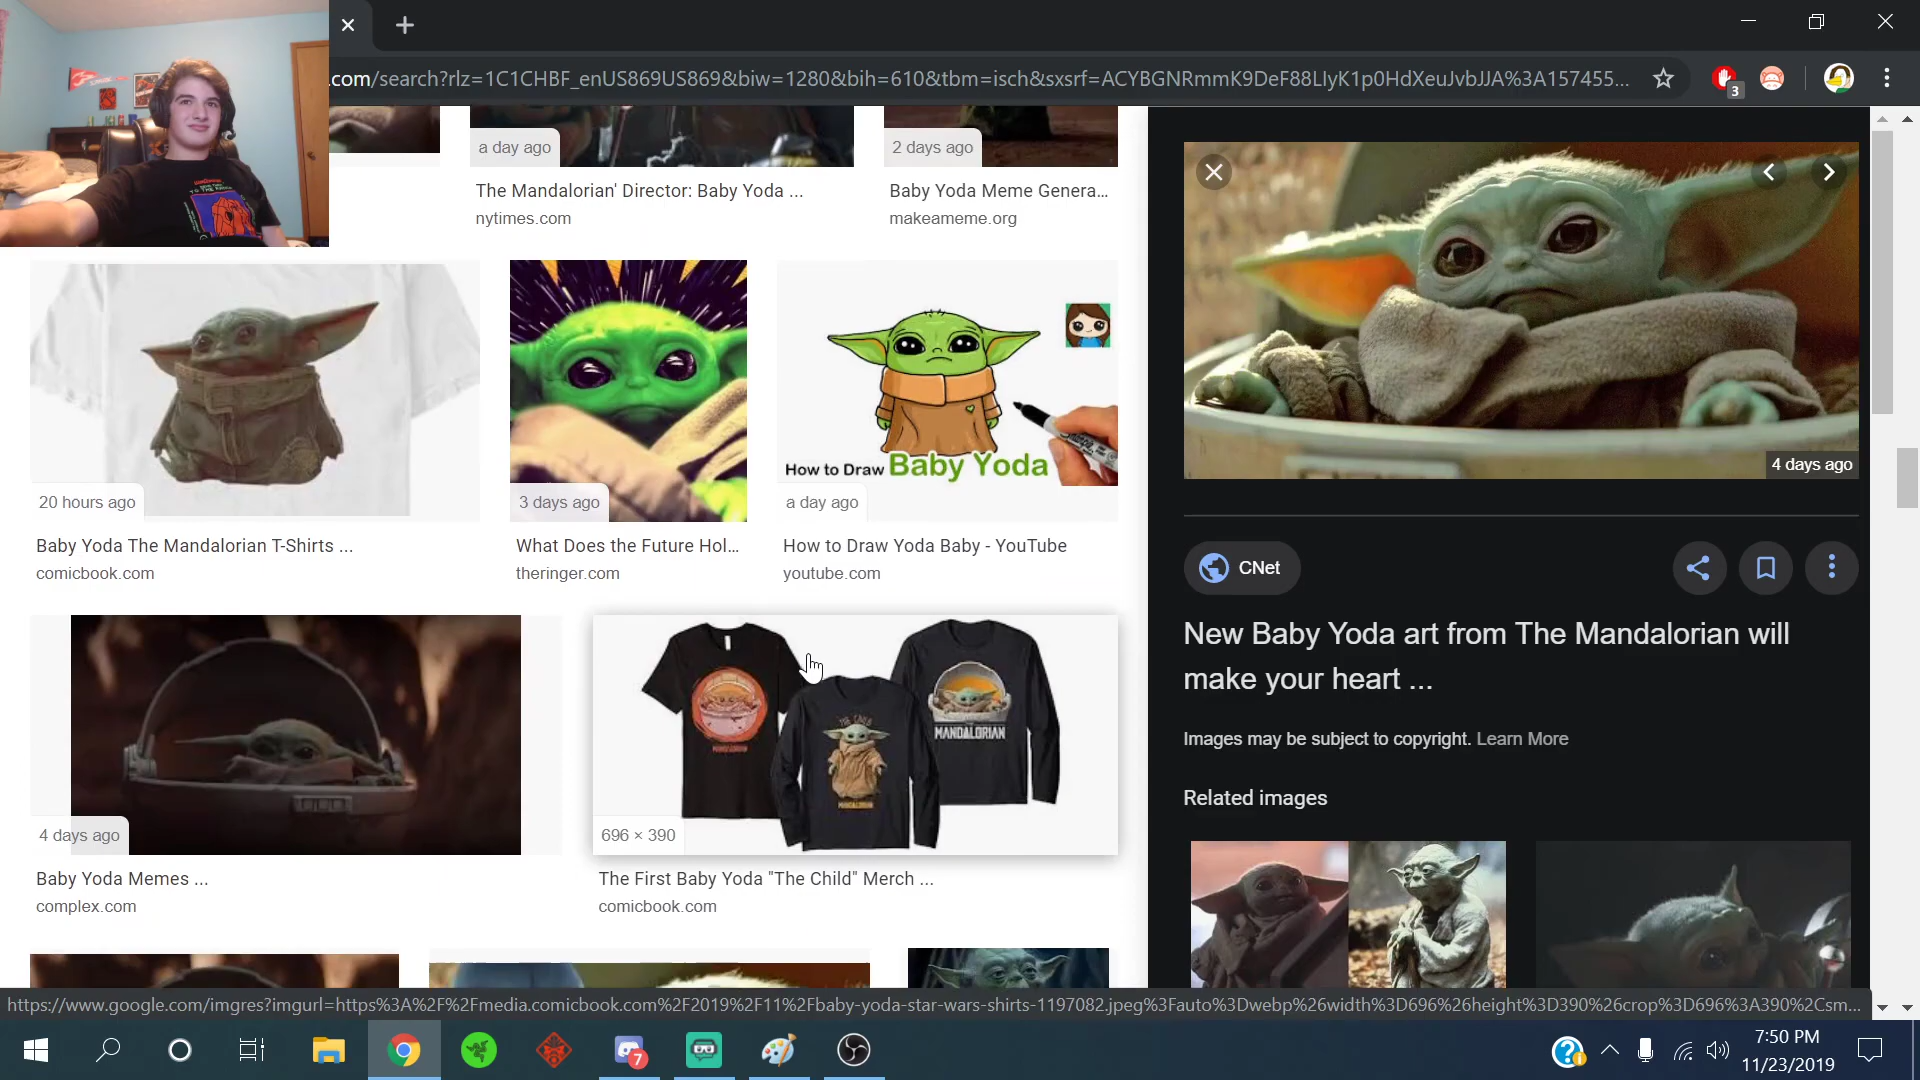 .com/search?rlz=1C1CHBF_enUS869US869&biw=1280&bih=610&tbm=isch&sxsrf=ACYBGNRmmK9DeF88LIyK1p0HdXeuJvbJJA%3A157455...
3
a day ago
2 days ago
The Mandalorian' Director: Baby Yoda ...
Baby Yoda Meme Genera...
nytimes.com
makeameme.org
How to Draw Baby Yoda
20 hours ago
3 days ago
a day ago
4 days ago
Baby Yoda The Mandalorian T-Shirts ...
What Does the Future Hol...
How to Draw Yoda Baby - YouTube
comicbook.com
theringer.com
youtube.com
CNet
New Baby Yoda art from The Mandalorian will
make your heart ...
Images may be subject to copyright. Learn More
Related images
THE CHILD
MANDALORIAN
MANDALORIAN
MANDALORIAN
4 days ago
696 × 390
Baby Yoda Memes ...
The First Baby Yoda "The Child" Merch ...
complex.com
comicbook.com
https://www.google.com/imgres?imgurl=https%3A%2F%2Fmedia.comicbook.com%2F2019%2F11%2Fbaby-yoda-star-wars-shirts-1197082.jpeg%3Fauto%3Dwebp%26width%3D696%26height%3D390%26crop%3D696%3A390%2Csm...
7
7:50 PM
11/23/2019